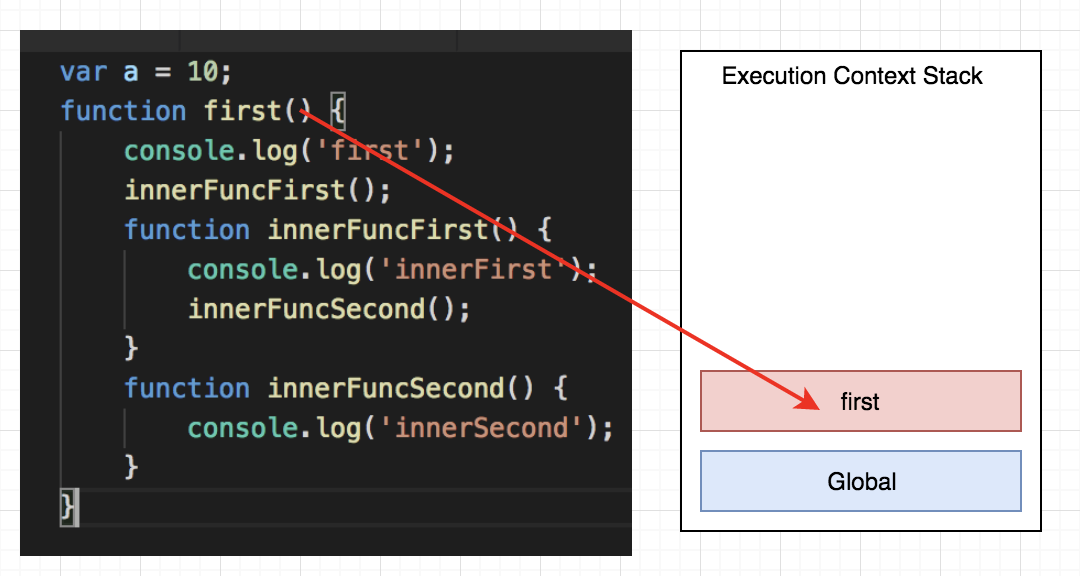 var a = 10;
function first() {
console.log('first');
innerFuncFirst();
function innerFuncFirst() {
console.log('innerFirst');
innerFuncSecond();
}
function innerFuncSecond() {
console.log('innerSecond');
}
}
Execution Context Stack
first
Global